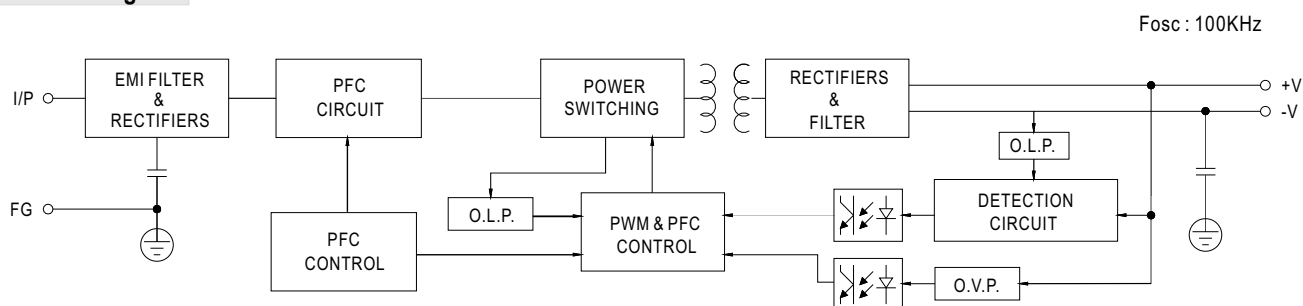 Fosc : 100KHz
EMI FILTER
&
RECTIFIERS
PFC
CIRCUIT
POWER
SWITCHING
RECTIFIERS
&
FILTER
I/P
+V
-V
O.L.P.
FG
O.L.P.
PFC
CONTROL
PWM & PFC
CONTROL
DETECTION
CIRCUIT
O.V.P.